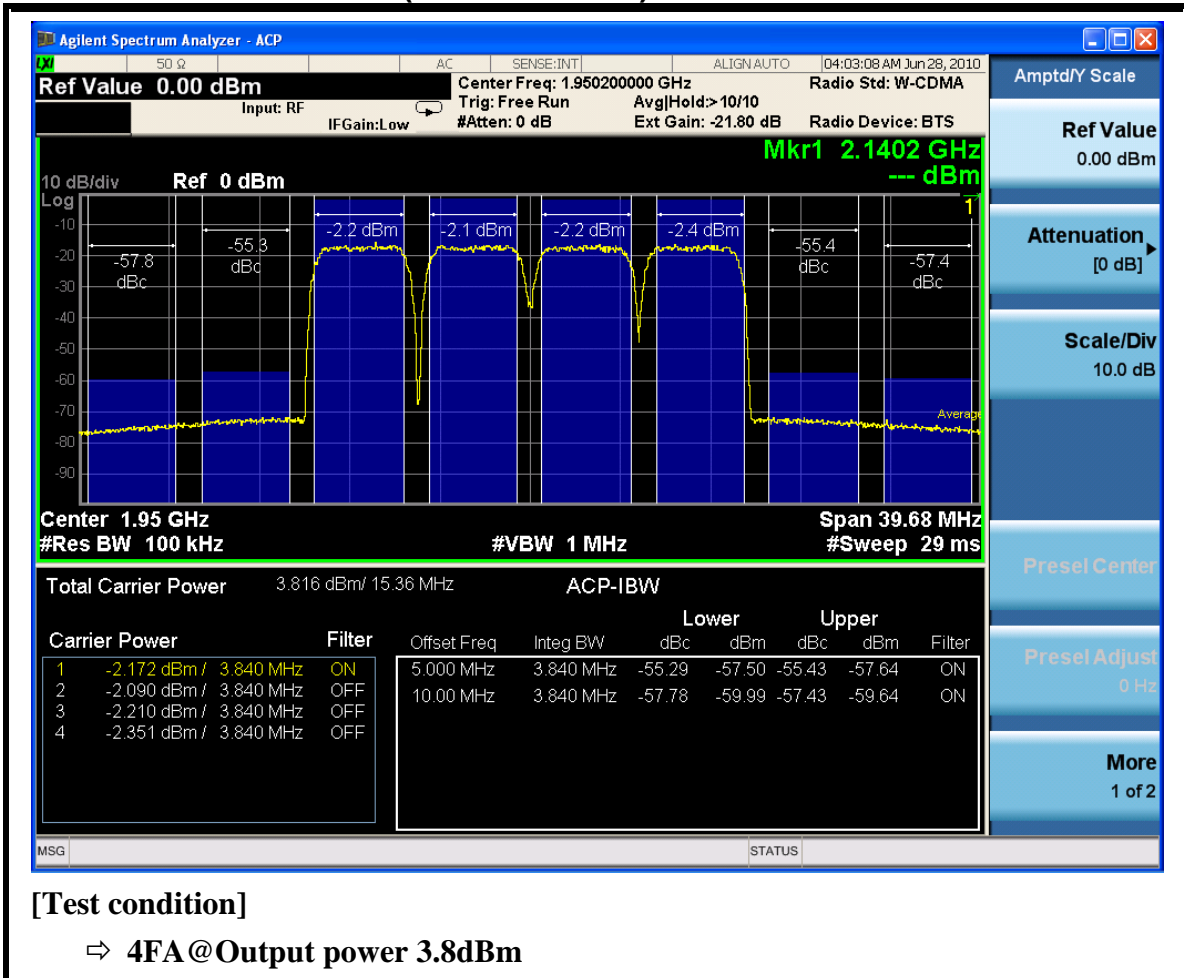 Agilent Spectrum Analyzer - ACP
LXI 50 Ω AC SENSE:INT ALIGN AUTO 04:03:08 AM Jun 28, 2010
Ref Value 0.00 dBm
Center Freq: 1.950200000 GHz Radio Std: W-CDMA
Input: RF Trig: Free Run Avg|Hold:> 10/10
IFGain:Low #Atten: 0 dB Ext Gain: -21.80 dB Radio Device: BTS
Mkr1 2.1402 GHz
--- dBm
10 dB/div Ref 0 dBm
Log
1
-10
-20
-30
-40
-50
-60
-70
-80
-90
-57.8 dBc
-55.3 dBc
-2.2 dBm
-2.1 dBm
-2.2 dBm
-2.4 dBm
-55.4 dBc
-57.4 dBc
Average
Center 1.95 GHz Span 39.68 MHz
#Res BW 100 kHz #VBW 1 MHz #Sweep 29 ms
Total Carrier Power 3.816 dBm/ 15.36 MHz ACP-IBW
Lower Upper
Carrier Power Filter Offset Freq Integ BW dBc dBm dBc dBm Filter
1 -2.172 dBm / 3.840 MHz ON 5.000 MHz 3.840 MHz -55.29 -57.50 -55.43 -57.64 ON
2 -2.090 dBm / 3.840 MHz OFF 10.00 MHz 3.840 MHz -57.78 -59.99 -57.43 -59.64 ON
3 -2.210 dBm / 3.840 MHz OFF
4 -2.351 dBm / 3.840 MHz OFF
MSG STATUS
Amptd/Y Scale
Ref Value
0.00 dBm
Attenuation
[0 dB]
Scale/Div
10.0 dB
Presel Center
Presel Adjust
0 Hz
More
1 of 2
[Test condition]
⇨ 4FA@Output power 3.8dBm